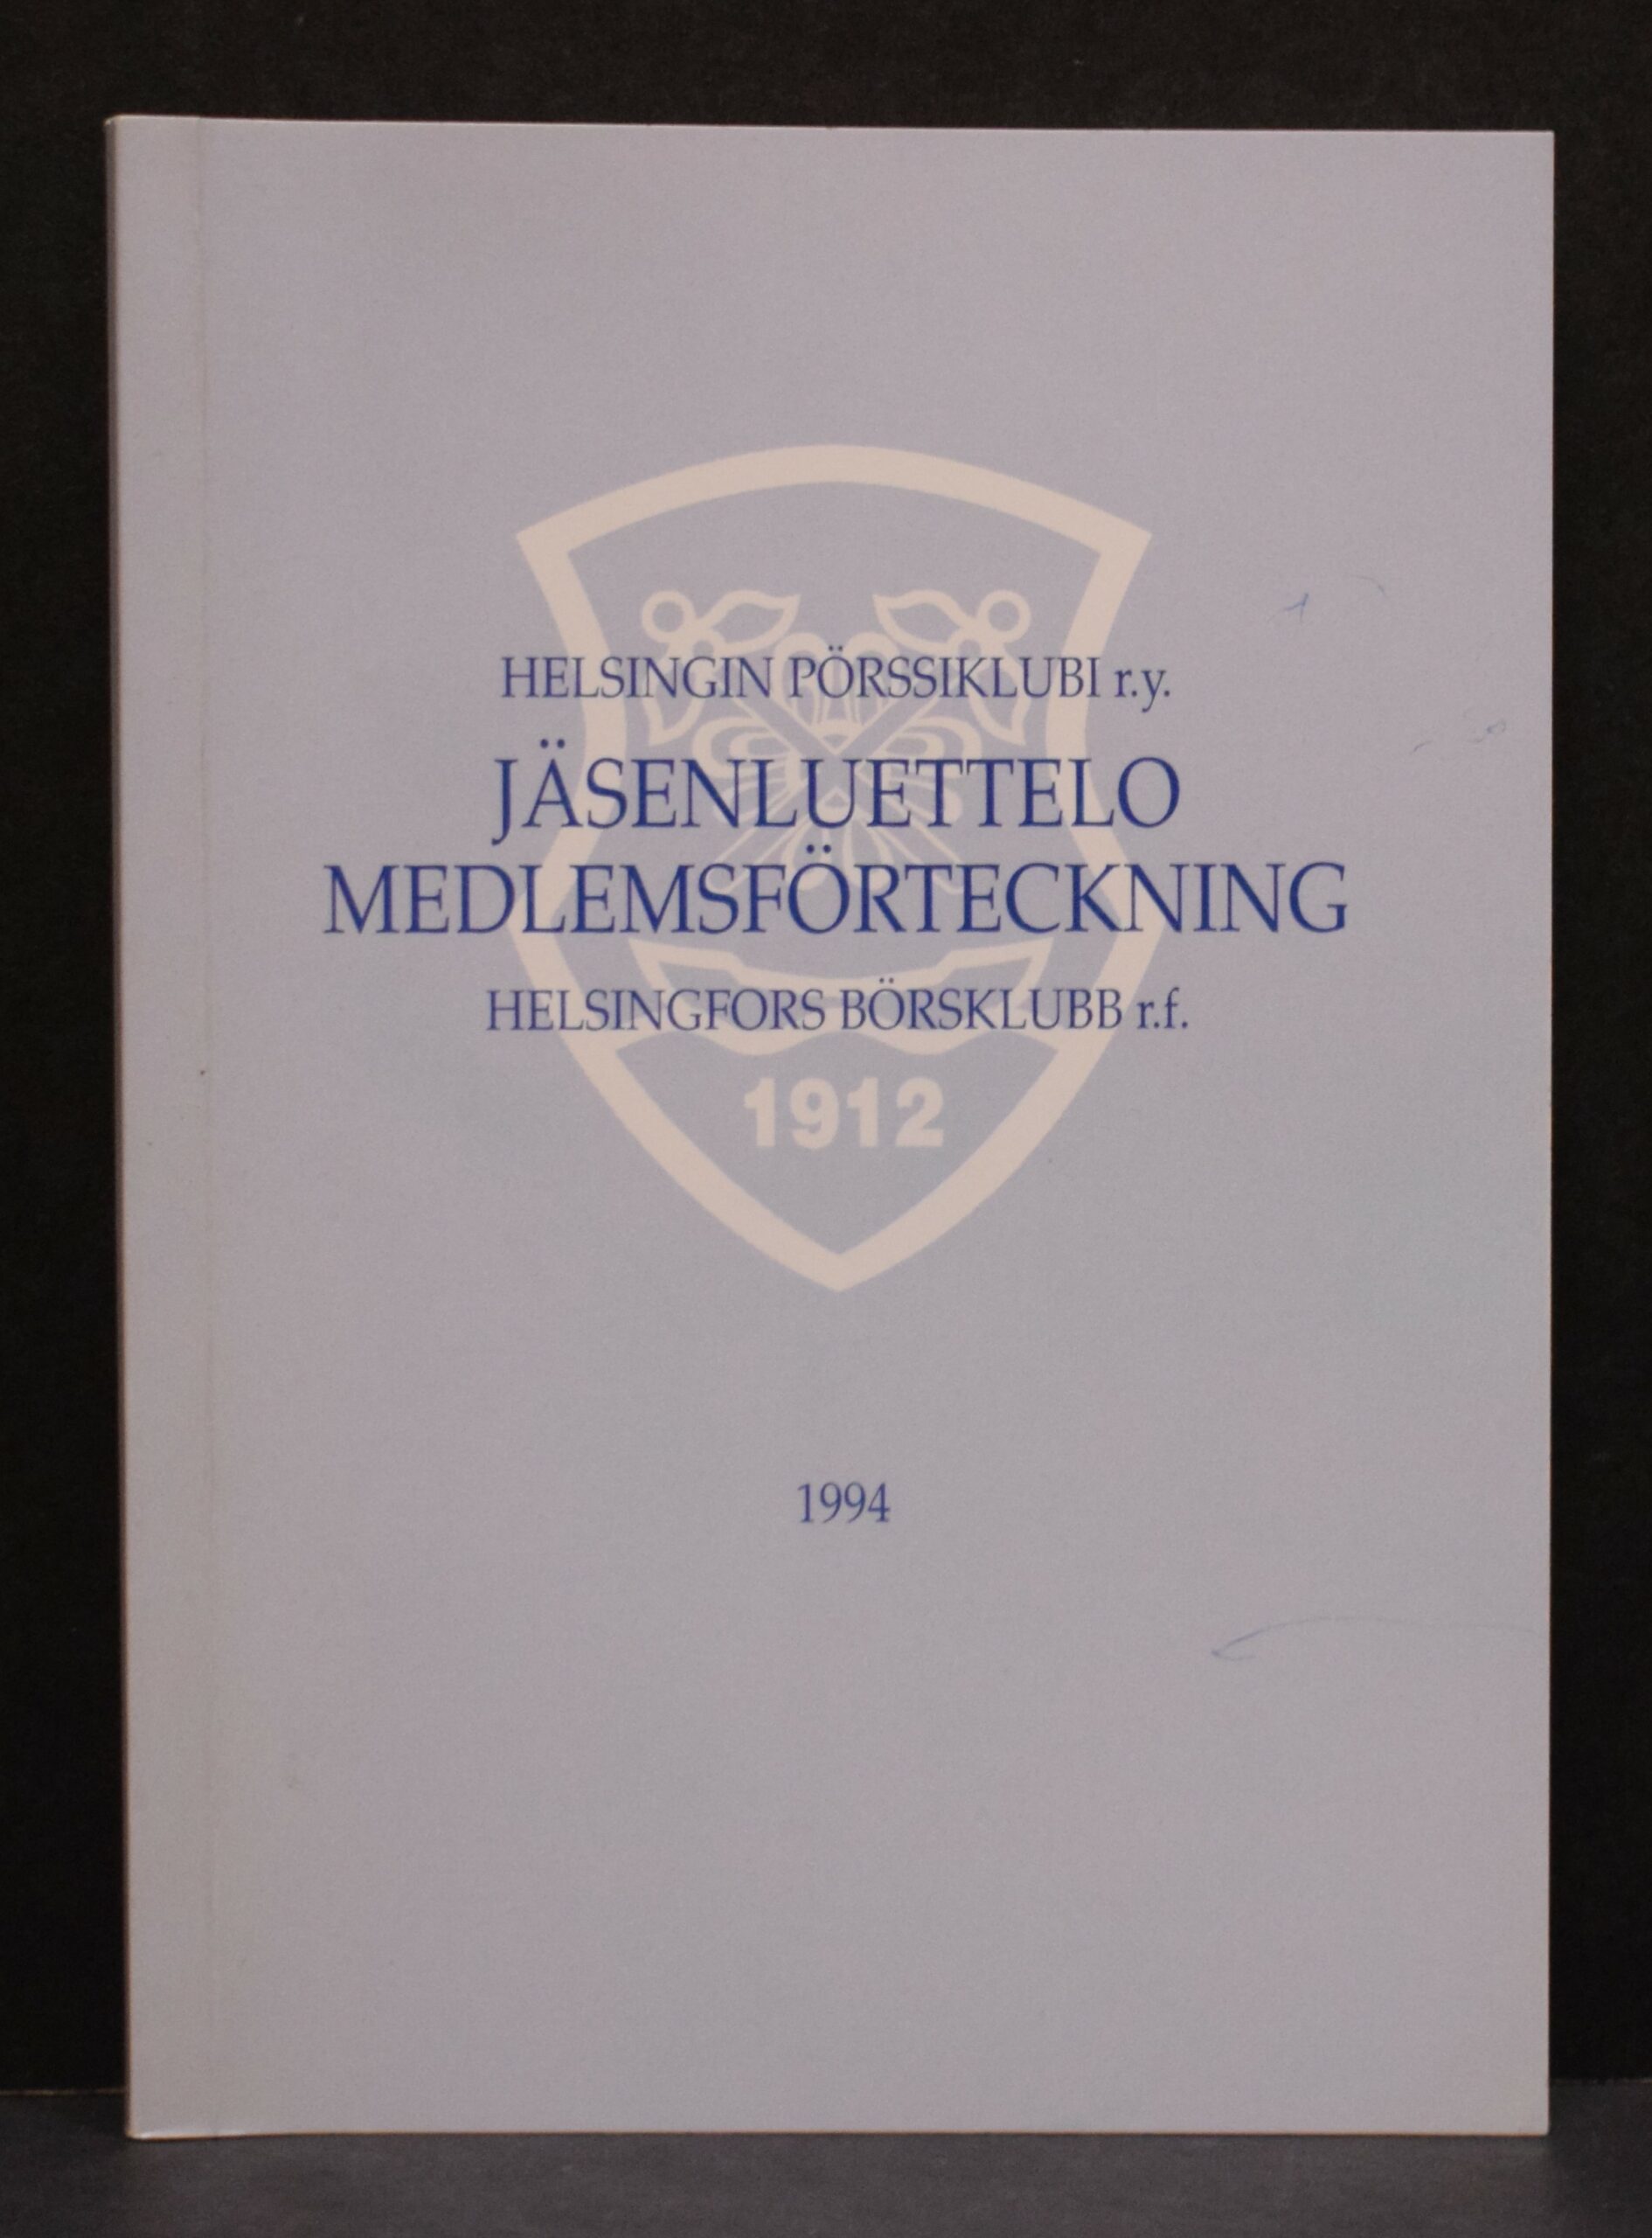 HELSINGIN PÖRSSIKLUBI r.y.
JÄSENLUETTELO
MEDLEMSFÖRTECKNING
HELSINGFORS BÖRSKLUBB r.f.
1912
1994